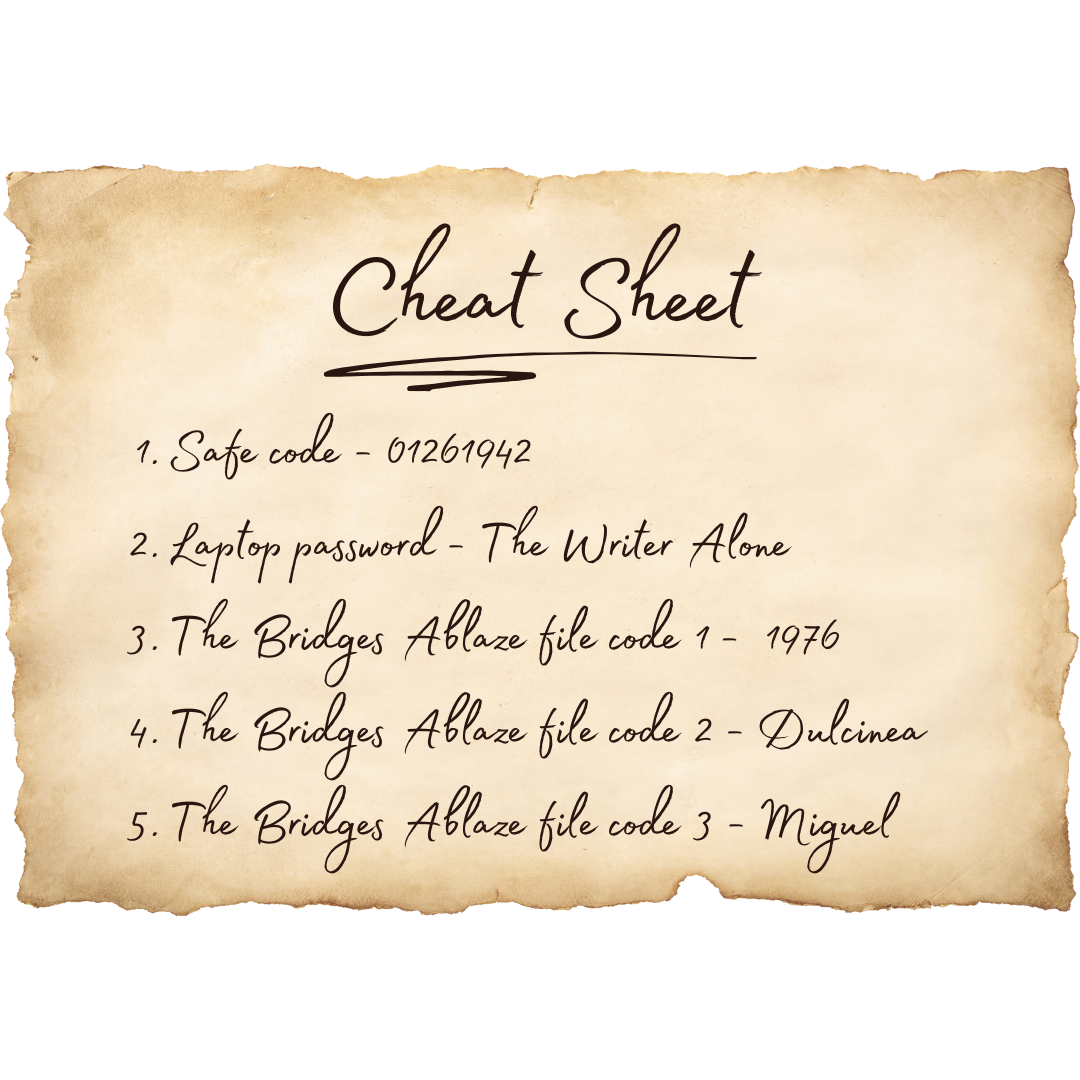 Cheat Sheet
1. Safe code - 01261942
2. Laptop password - The Writer Alone
3. The Bridges Ablaze file code 1 - 1976
4. The Bridges Ablaze file code 2 - Dulcinea
5. The Bridges Ablaze file code 3 - Miguel